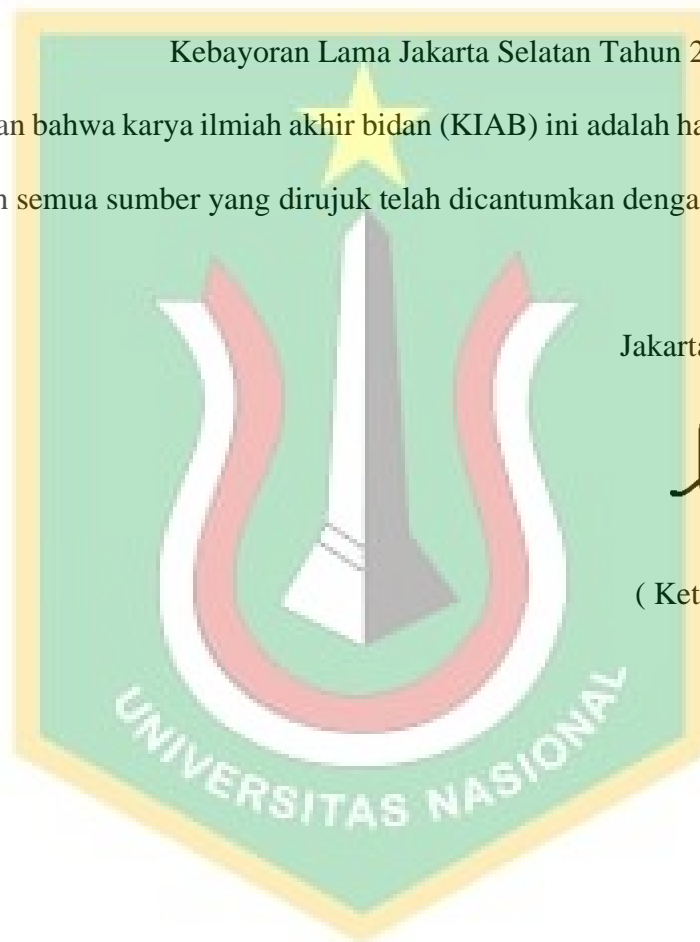 Kebayoran Lama Jakarta Selatan Tahun 2
an bahwa karya ilmiah akhir bidan (KIAB) ini adalah ha
semua sumber yang dirujuk telah dicantumkan denga
Jakarta
( Ket
UNIVERSITAS NASIONAL